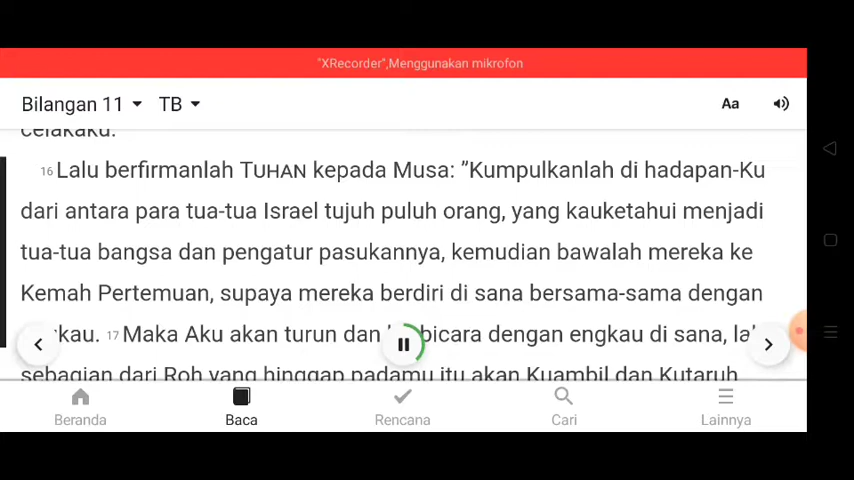 "XRecorder",Menggunakan mikrofon
Bilangan 11 TB Aa
celakaku.
16 Lalu berfirmanlah TUHAN kepada Musa: ”Kumpulkanlah di hadapan-Ku
dari antara para tua-tua Israel tujuh puluh orang, yang kauketahui menjadi
tua-tua bangsa dan pengatur pasukannya, kemudian bawalah mereka ke
Kemah Pertemuan, supaya mereka berdiri di sana bersama-sama dengan
17 Maka Aku akan turun dan dengan engkau di sana,
sebagian dari Roh yang hinggap padamu itu akan Kuambil dan Kutaruh
Beranda Baca Rencana Cari Lainnya